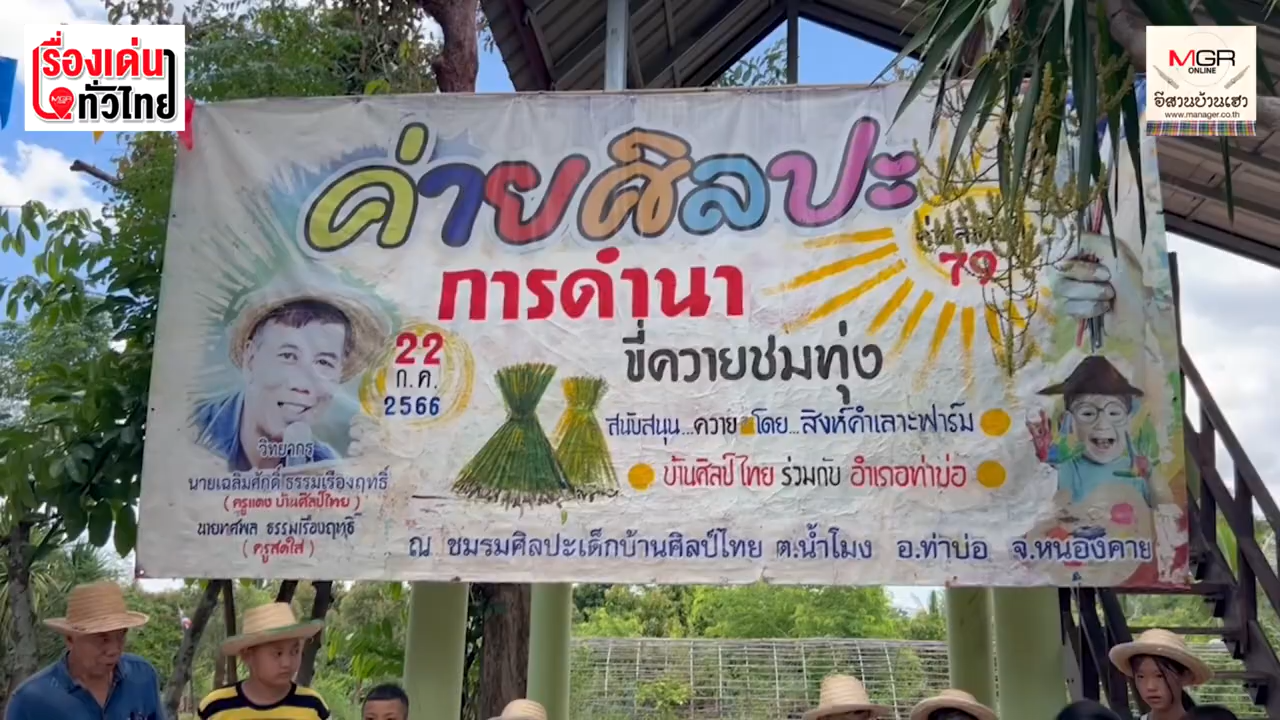 เรื่องเด่น
MGR
ทั่วไทย
MGR
ONLINE
อีสานบ้านเฮา
www.manager.co.th
ค่ายศิลปะ
79
การดำนา
ขี่ควายชมทุ่ง
22
ก.ค.
2566
สนับสนุน...ควาย โดย...สิงห์คำเลาะฟาร์ม
บ้านศิลป์ไทย ร่วมกับ อำเภอท่าบ่อ
วิทยากร
นายเฉลิมศักดิ์ ธรรมเรืองฤทธิ์
( ครูแดง บ้านศิลป์ไทย )
นายทศพล ธรรมเรืองฤทธิ์
( ครูสดใส )
ณ ชมรมศิลปะเด็กบ้านศิลป์ไทย ต.น้ำโมง อ.ท่าบ่อ จ.หนองคาย